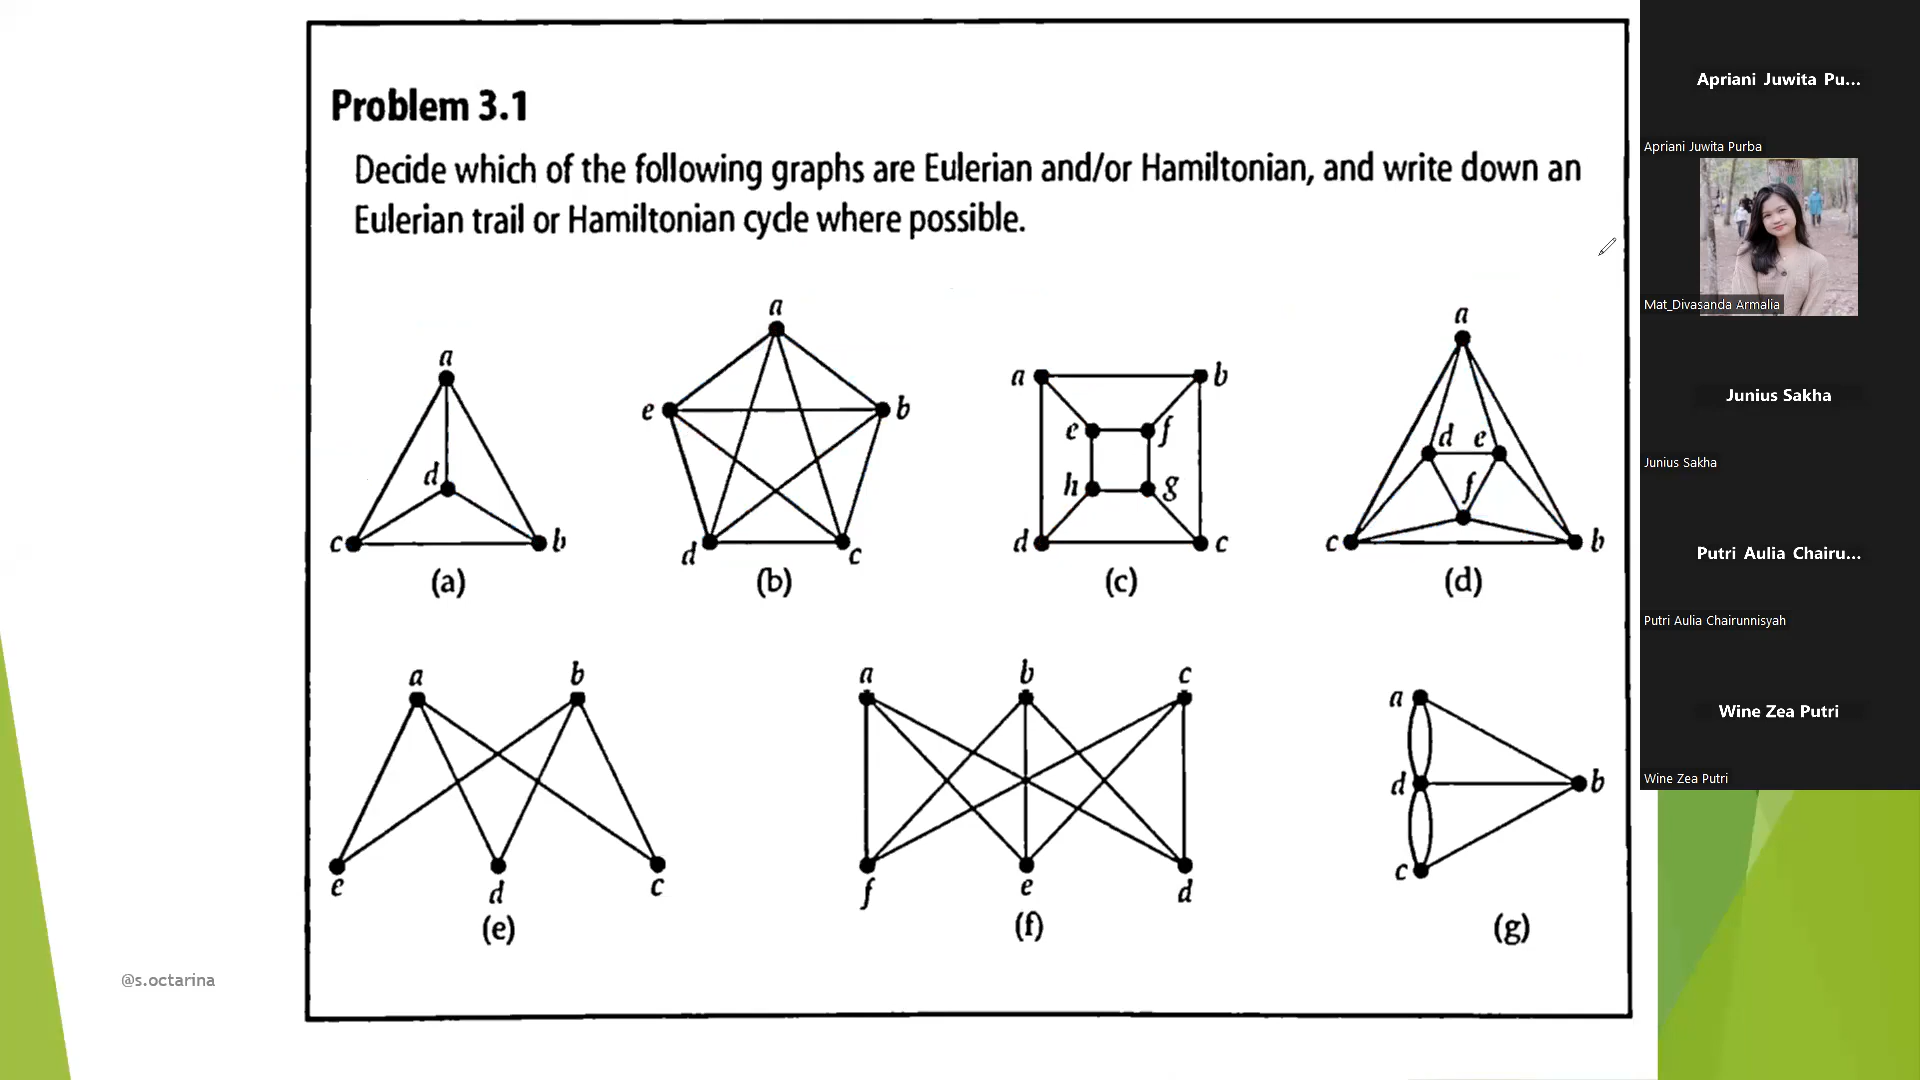 Problem 3.1
Decide which of the following graphs are Eulerian and/or Hamiltonian, and write down an
Eulerian trail or Hamiltonian cycle where possible.
a
d
c
b
(a)
a
e
b
d
c
(b)
a
b
e
f
h
g
d
c
(c)
a
d
e
f
c
b
(d)
a
b
e
d
c
(e)
a
b
c
f
e
d
(f)
a
d
b
c
(g)
@s.octarina
Apriani Juwita Pu...
Apriani Juwita Purba
Mat_Divasanda Armalia
Junius Sakha
Junius Sakha
Putri Aulia Chairu...
Putri Aulia Chairunnisyah
Wine Zea Putri
Wine Zea Putri